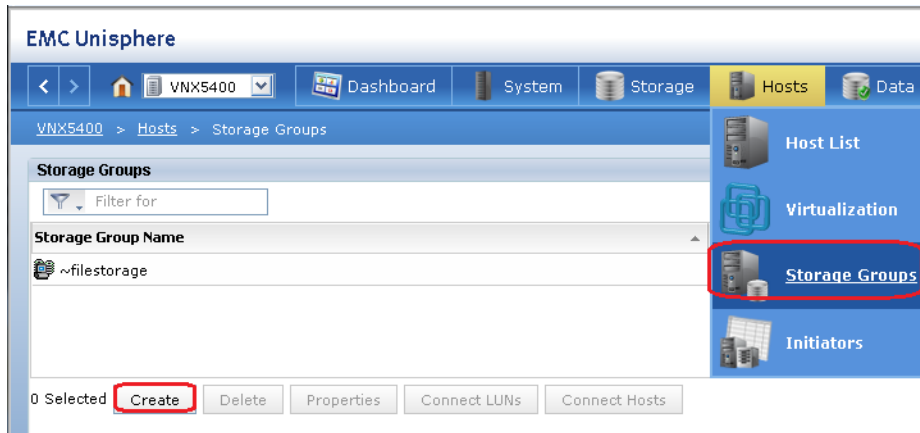 EMC Unisphere
< > VNX5400 Dashboard System Storage Hosts Data
VNX5400 > Hosts > Storage Groups
Host List
Storage Groups
Filter for
Virtualization
Storage Group Name
~filestorage
Storage Groups
Initiators
0 Selected Create Delete Properties Connect LUNs Connect Hosts